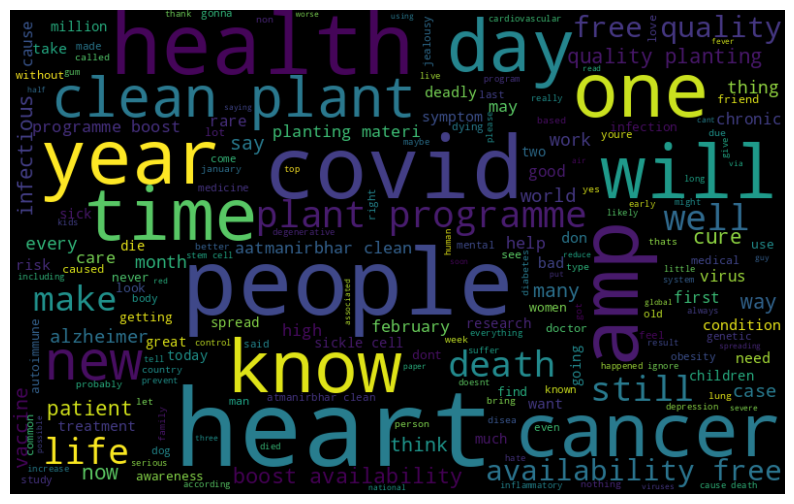 thank gonna non worse using cardiovascular love fever
million health day free quality
take made called jealousy quality planting
cause without gum live program read thing
infectious half saying clean plant deadly last really one friend
programme boost rare symptom dying may based infection youre chronic
lot planting materi please maybe cant due give
year say covid two work will via
come january top good yes air
time medicine right world might early long
sick kids plant programme likely well
degenerative human help don thats cure use
every die aatmanirbhar clean mental see bad type reduce put guy
care month better stem cell people diabetes many virus medical little
risk caused never look red associated amp first system way
including body women global old always
make getting spread february research doctor condition
great high everything feel result
alzheimer said control sickle cell week death going genetic need
autoimmune new today tell dont suffer paper obesity spreading
country prevent know doesnt find known happened ignore children
probably man atmanirbhar clean bring want still lung case
vaccine patient let heart person disea depression severe
common possible treatment family think much hate even cancer
life dog three died
now awareness boost availability availability free
study increase serious according national inflammatory nothing viruses cause death